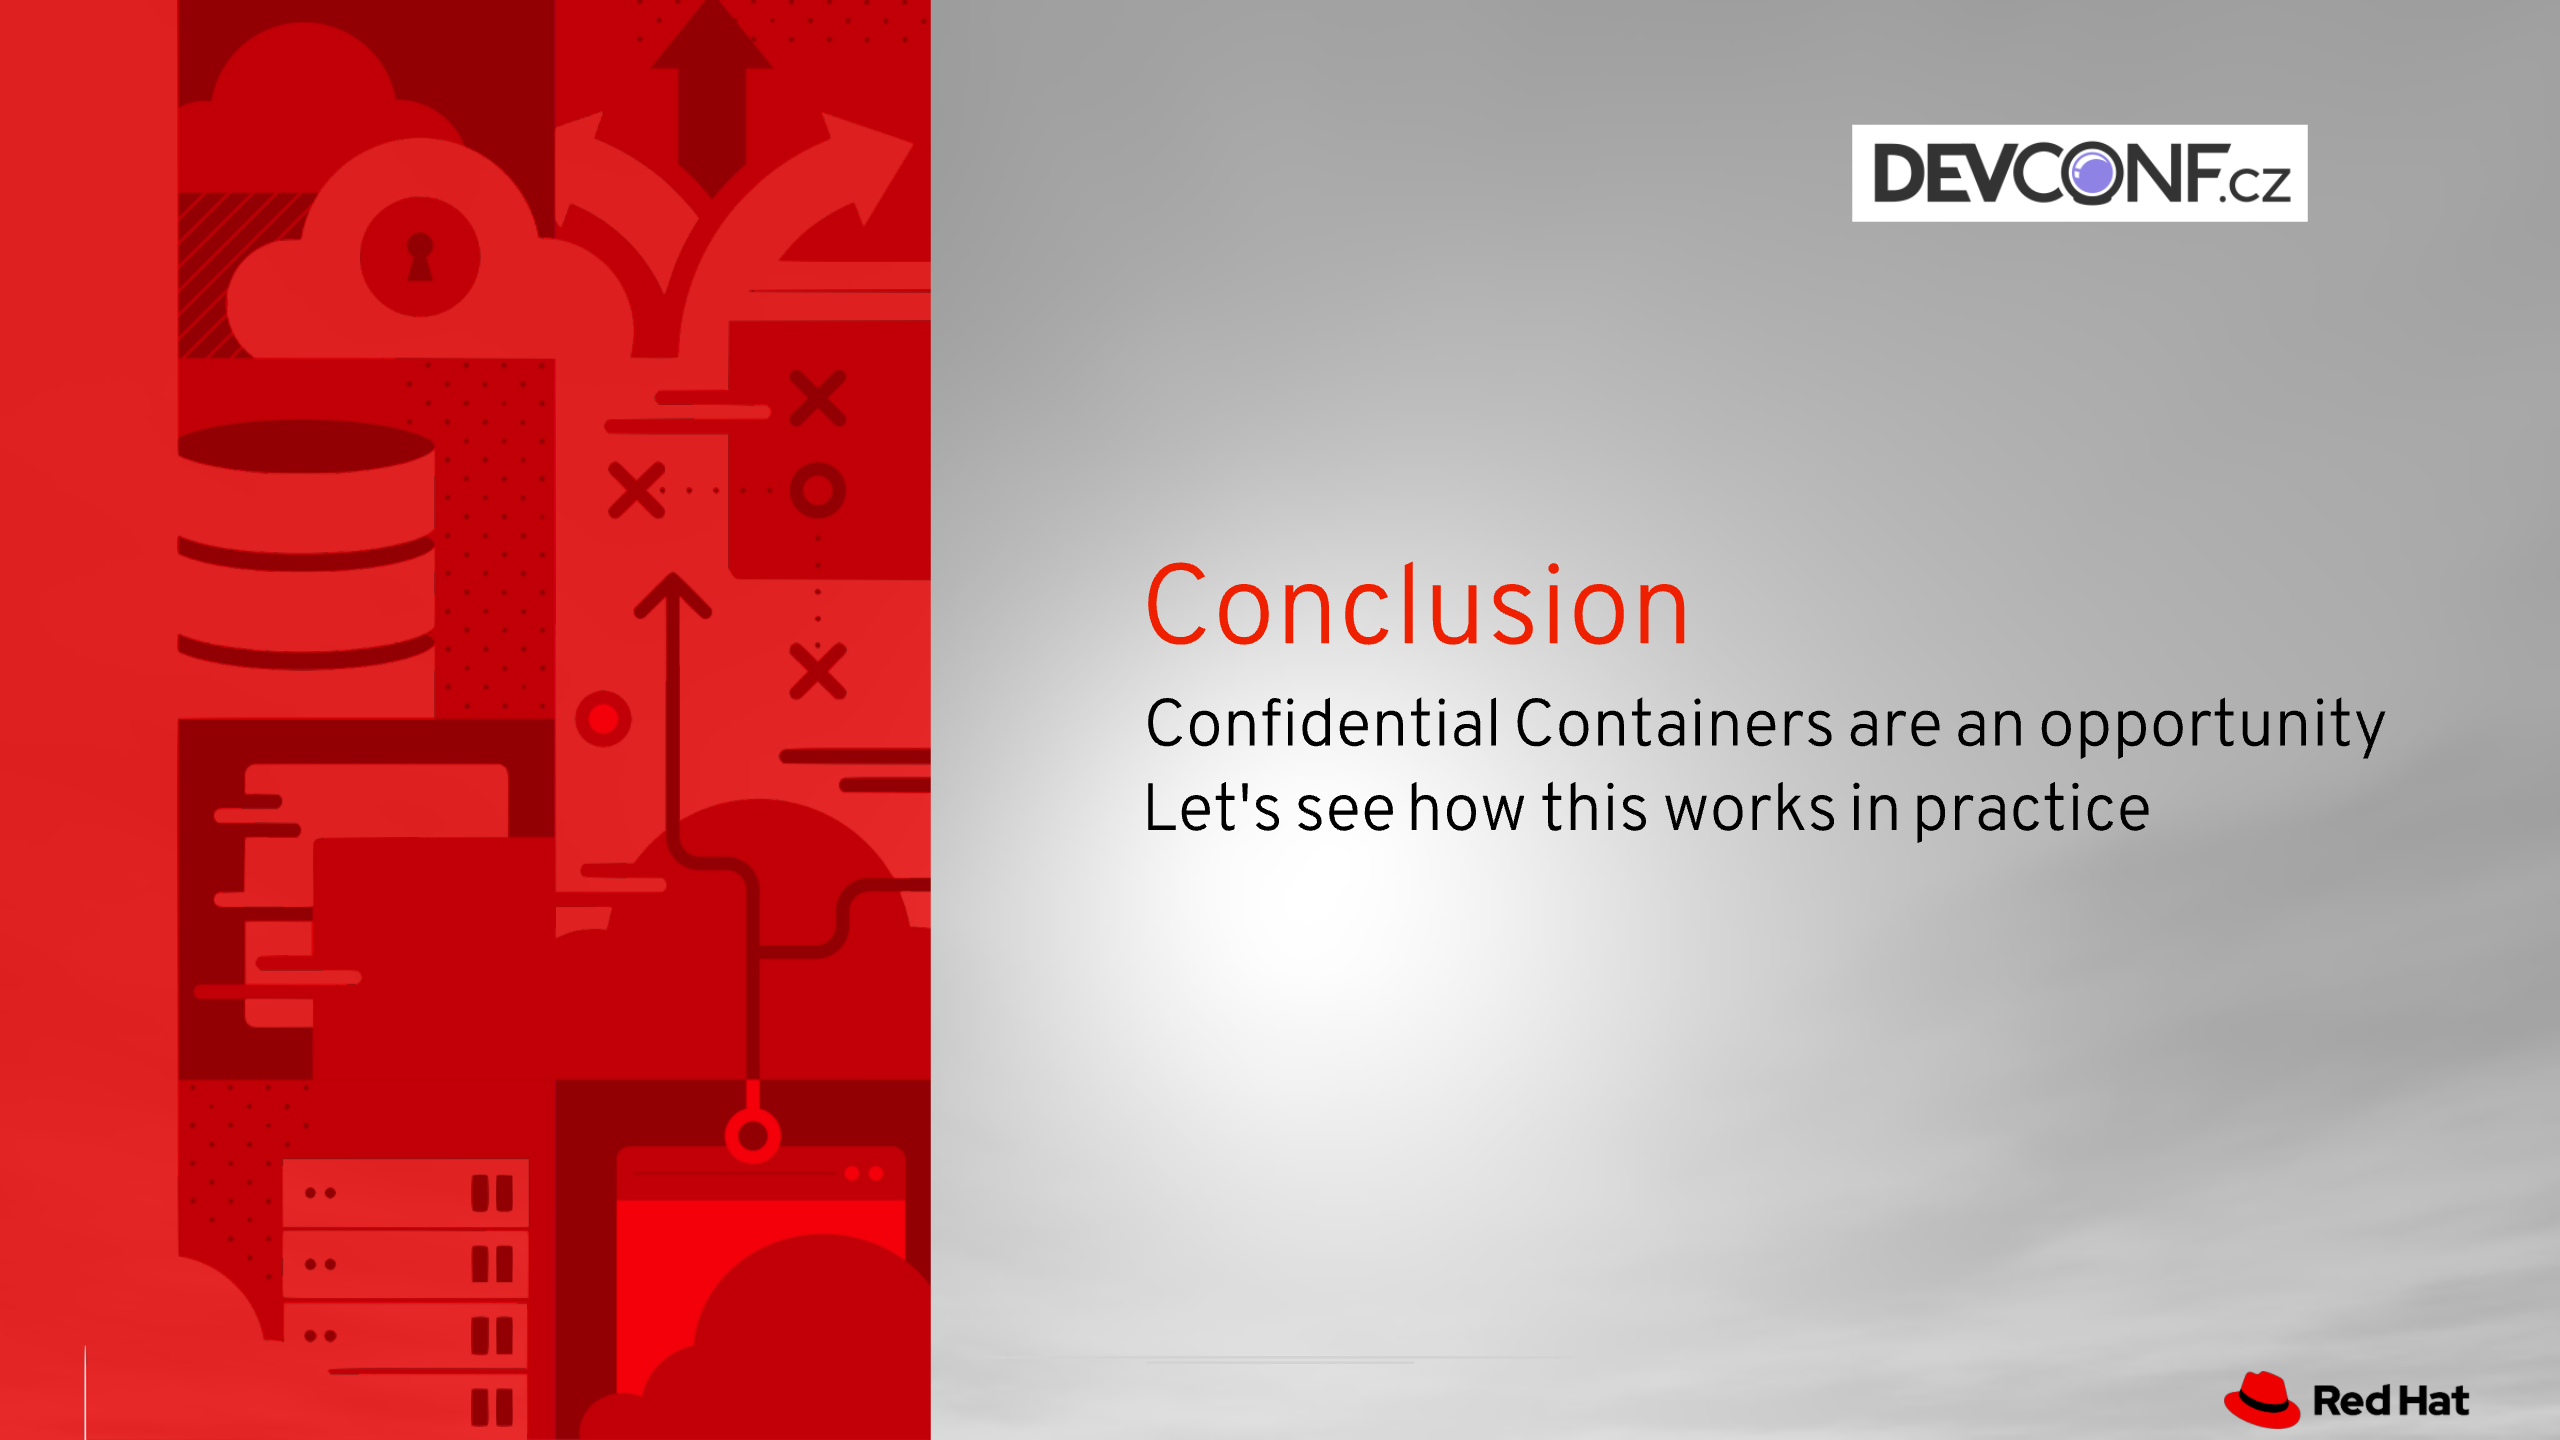 DEVCONF.cz
Conclusion
Confidential Containers are an opportunity
Let's see how this works in practice
Red Hat